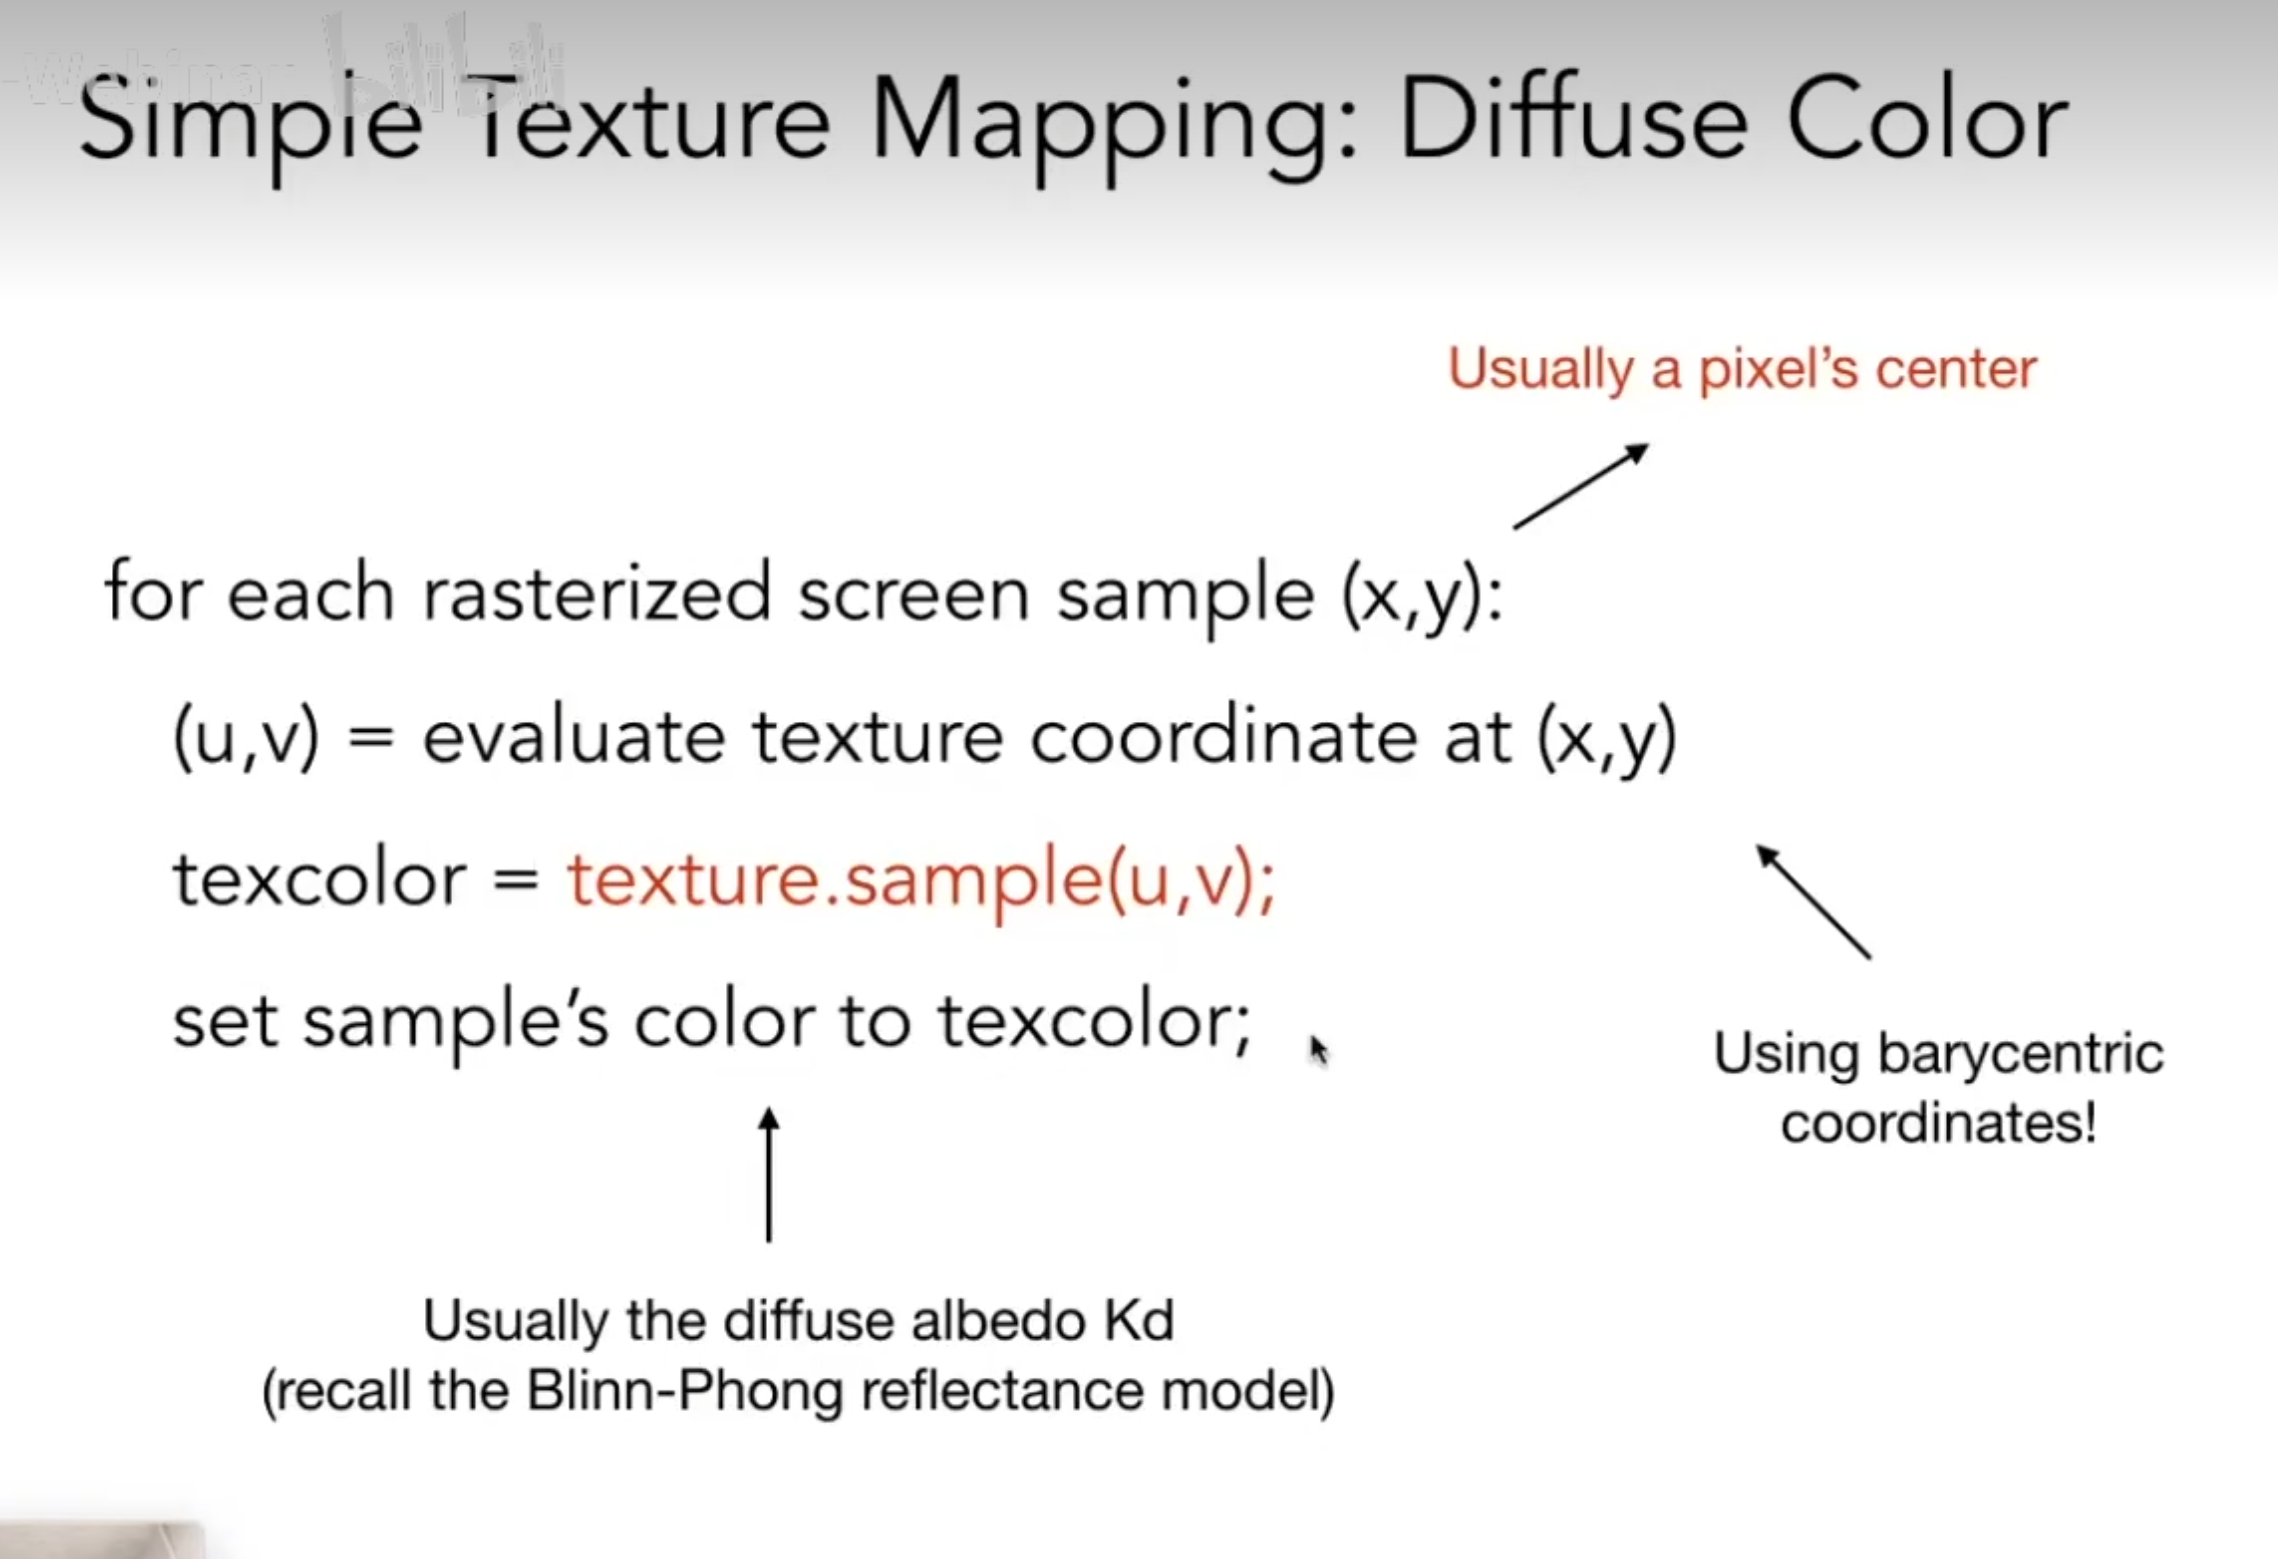 -Webinar bilibili
Simple Texture Mapping: Diffuse Color
Usually a pixel's center
for each rasterized screen sample (x,y):
(u,v) = evaluate texture coordinate at (x,y)
texcolor = texture.sample(u,v);
set sample's color to texcolor;
Using barycentric
coordinates!
Usually the diffuse albedo Kd
(recall the Blinn-Phong reflectance model)